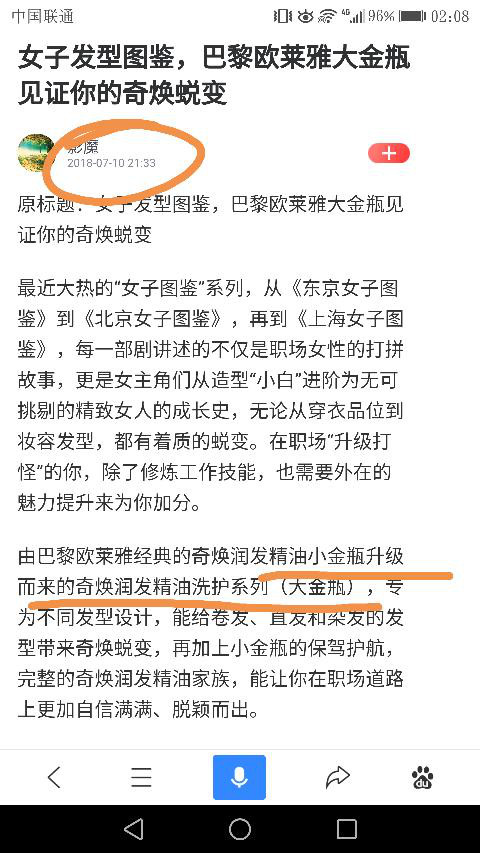 中国联通 4G 96% 02:08
女子发型图鉴，巴黎欧莱雅大金瓶
见证你的奇焕蜕变
影魔
2018-07-10 21:33
原标题：女子发型图鉴，巴黎欧莱雅大金瓶见
证你的奇焕蜕变
最近大热的“女子图鉴”系列，从《东京女子图
鉴》到《北京女子图鉴》，再到《上海女子图
鉴》，每一部剧讲述的不仅是职场女性的打拼
故事，更是女主角们从造型“小白”进阶为无可
挑剔的精致女人的成长史，无论从穿衣品位到
妆容发型，都有着质的蜕变。在职场“升级打
怪”的你，除了修炼工作技能，也需要外在的
魅力提升来为你加分。
由巴黎欧莱雅经典的奇焕润发精油小金瓶升级
而来的奇焕润发精油洗护系列（大金瓶），专
为不同发型设计，能给卷发、直发和染发的发
型带来奇焕蜕变，再加上小金瓶的保驾护航，
完整的奇焕润发精油家族，能让你在职场道路
上更加自信满满、脱颖而出。
du